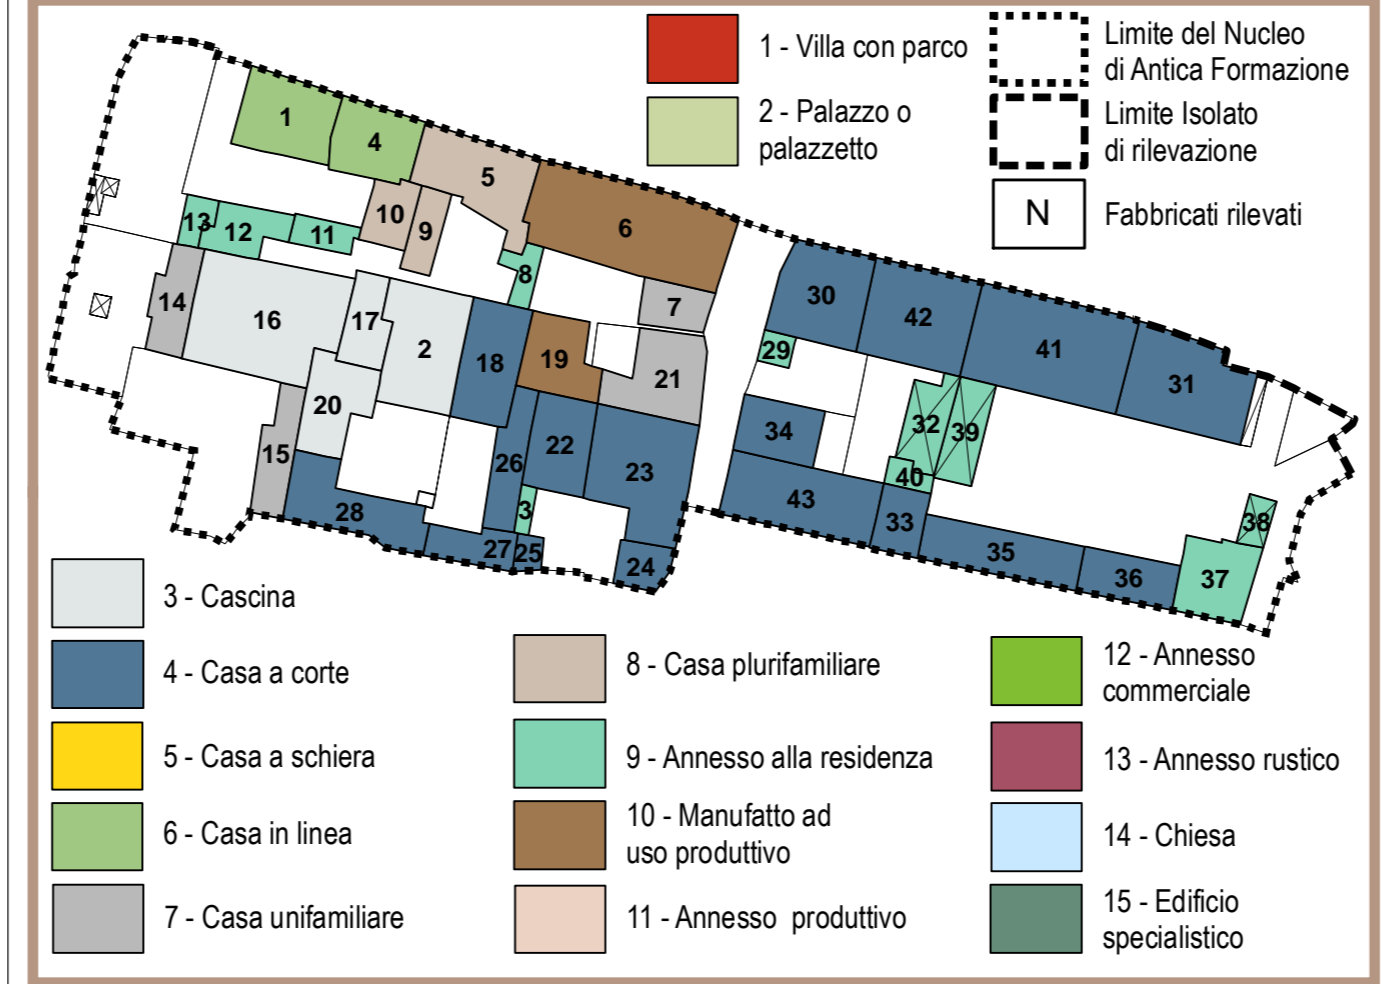 1 - Villa con parco
2 - Palazzo o
palazzetto
Limite del Nucleo
di Antica Formazione
Limite Isolato
di rilevazione
N
Fabbricati rilevati
1
4
5
6
10
9
13
12
11
8
7
14
16
17
2
18
19
21
20
15
26
22
23
28
3
27
25
24
30
42
41
31
29
34
32
39
40
43
33
35
36
38
37
3 - Cascina
4 - Casa a corte
5 - Casa a schiera
6 - Casa in linea
7 - Casa unifamiliare
8 - Casa plurifamiliare
9 - Annesso alla residenza
10 - Manufatto ad
uso produttivo
11 - Annesso produttivo
12 - Annesso
commerciale
13 - Annesso rustico
14 - Chiesa
15 - Edificio
specialistico